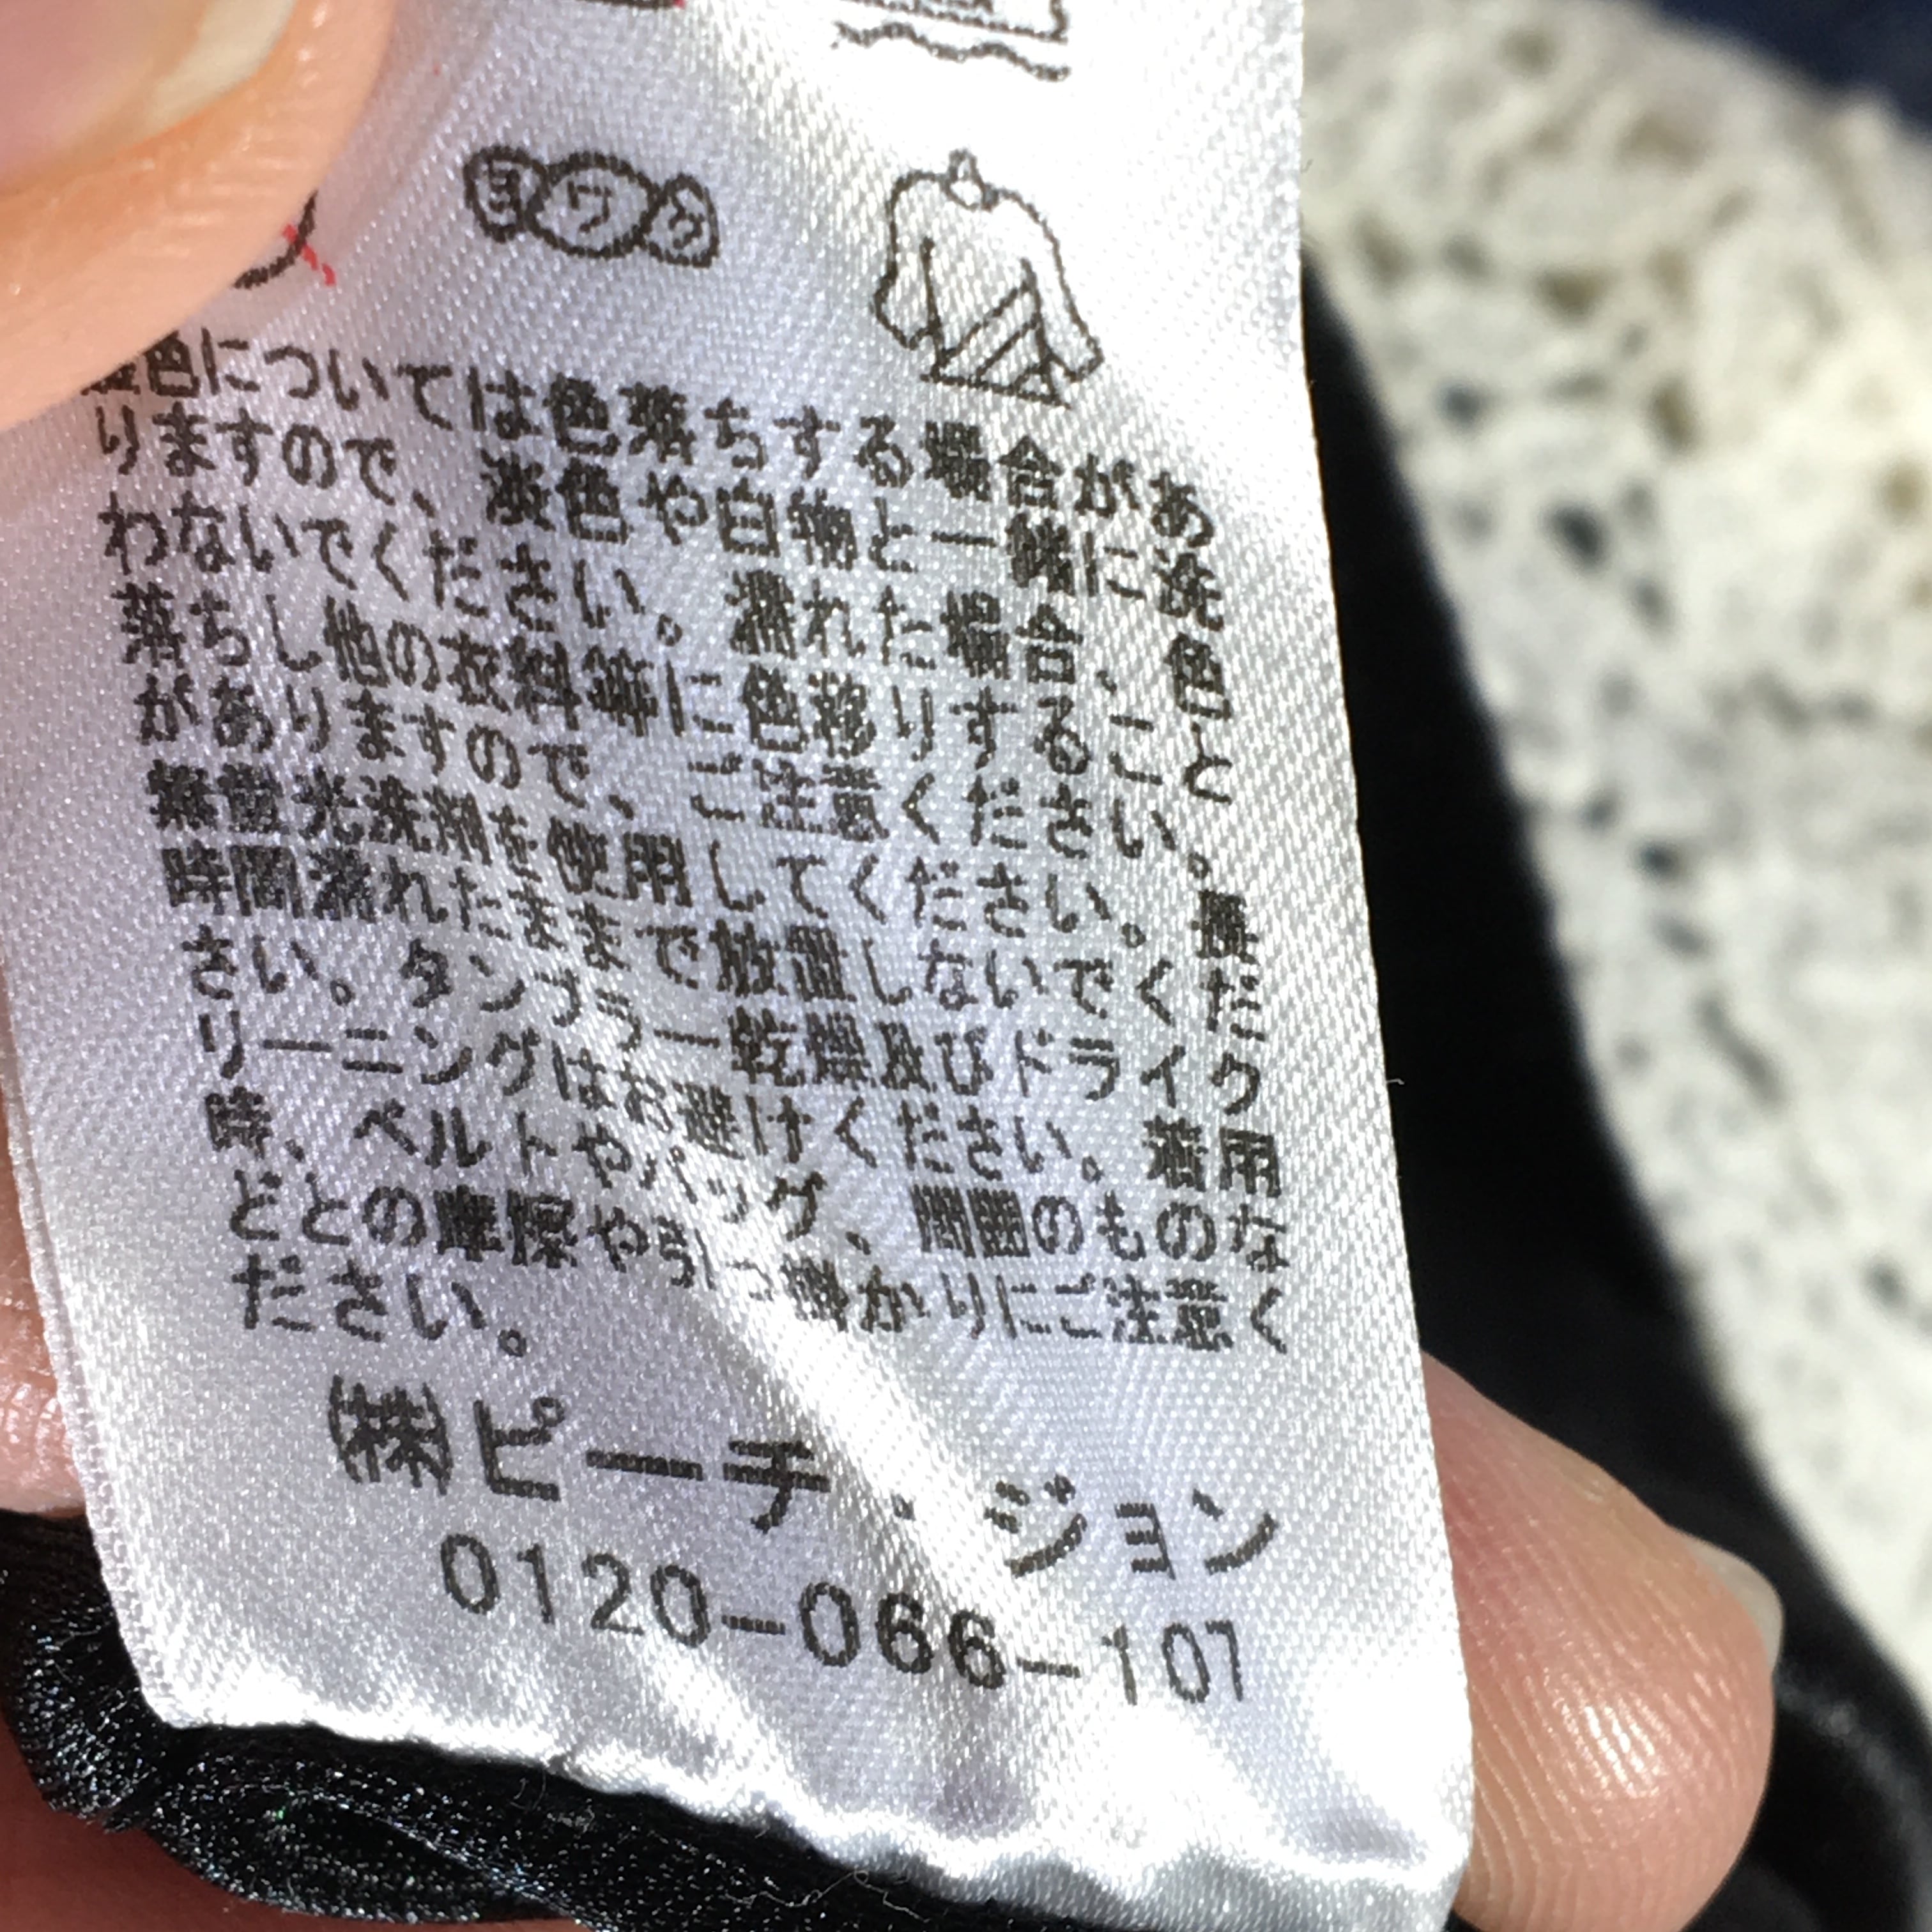 ヨワク
濃色については色落ちする場合があ
りますので、淡色や白物と一緒に洗
わないでください。濡れた場合、色
落ちし他の衣料等に色移りすること
がありますので、ご注意ください。
無蛍光洗剤を使用してください。長
時間濡れたままで放置しないでくだ
さい。タンブラー乾燥及びドライク
リーニングはお避けください。着用
時、ベルトやバッグ、周囲のものな
どとの摩擦や引っ掛かりにご注意く
ださい。
㈱ピーチ・ジョン
0120-066-107